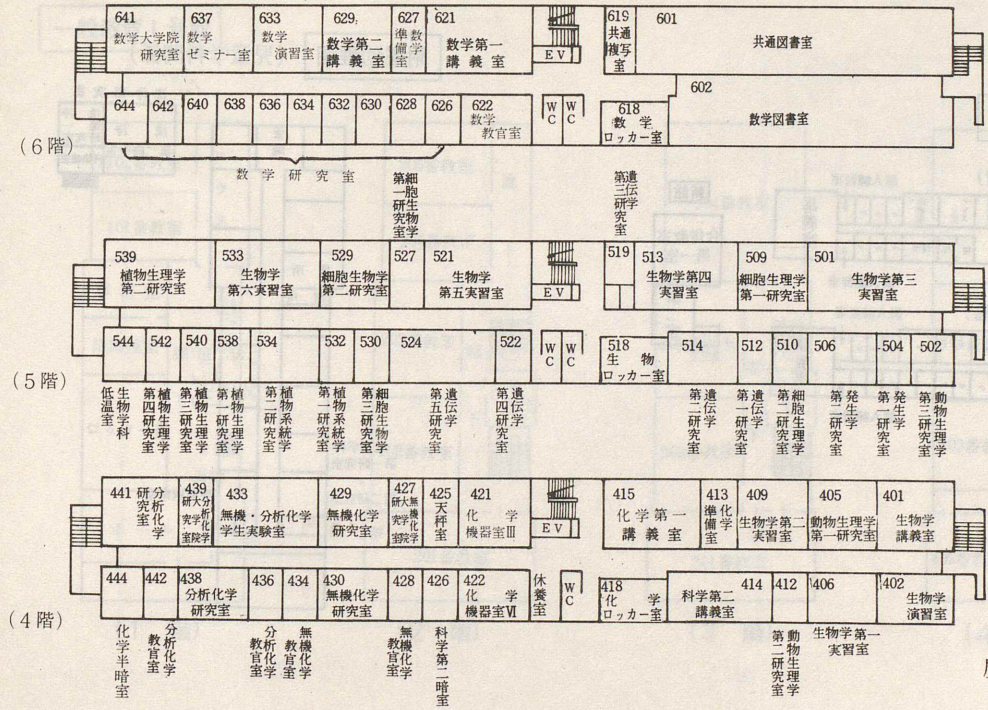 641
数学大学院
研究室
637
数学
ゼミナー室
633
数学
演習室
629
数学第二
講義室
627
数学
準備室
621
数学第一
講義室
EV
619
共通
複写
室
601
共通図書室
(6階)
644
642
640
638
636
634
632
630
628
626
622
数学
教官室
WC
WC
618
数学
ロッカー室
602
数学図書室
数学研究室
細胞生物学
第一研究室
遺伝学
第三研究室
539
植物生理学
第二研究室
533
生物学
第六実習室
529
細胞生物学
第二研究室
527
521
生物学
第五実習室
EV
519
513
生物学第四
実習室
509
細胞生理学
第一研究室
501
生物学第三
実習室
(5階)
544
542
540
538
534
532
530
524
522
WC
WC
518
生物
ロッカー室
514
512
510
506
504
502
生物学科
低温室
植物生理学
第四研究室
植物生理学
第三研究室
植物生理学
第一研究室
植物系統学
第二研究室
植物系統学
第一研究室
細胞生物学
第三研究室
遺伝学
第五研究室
遺伝学
第四研究室
遺伝学
第二研究室
遺伝学
第一研究室
細胞生理学
第二研究室
発生学
第二研究室
発生学
第一研究室
動物生理学
第三研究室
441
分析化学
研究室
439
分析化学
大学院
研究室
433
無機・分析化学
学生実験室
429
無機化学
研究室
427
無機化学
大学院
研究室
425
天秤室
421
化学
機器室Ⅲ
EV
415
化学第一
講義室
413
化学
準備室
409
生物学第二
実習室
405
動物生理学
第一研究室
401
生物学
講義室
(4階)
444
442
438
分析化学
研究室
436
434
430
無機化学
研究室
428
426
422
化学
機器室Ⅵ
休養室
WC
418
化学
ロッカー室
科学第二
講義室
414
412
406
402
生物学
演習室
化学半暗室
分析化学
教官室
分析化学
教官室
無機化学
教官室
無機化学
教官室
科学第二暗室
動物生理学
第二研究室
生物学第一
実習室